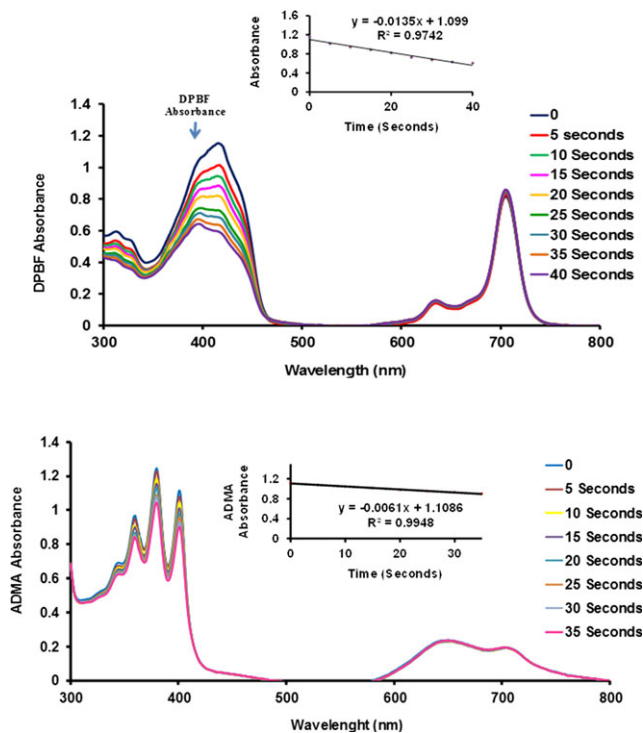 y = -0.0135x + 1.099
R² = 0.9742
Absorbance
1.6
1.2
0.8
0.4
0
0 20 40
Time (Seconds)
DPBF
Absorbance
DPBF Absorbance
1.4
1.2
1
0.8
0.6
0.4
0.2
0
300 400 500 600 700 800
Wavelength (nm)
0
5 seconds
10 Seconds
15 Seconds
20 Seconds
25 Seconds
30 Seconds
35 Seconds
40 Seconds
ADMA Absorbance
1.4
1.2
1
0.8
0.6
0.4
0.2
0
300 400 500 600 700 800
Wavelenght (nm)
ADMA
Absorbance
1.2
0.8
0.4
0
y = -0.0061x + 1.1086
R² = 0.9948
0 10 20 30
Time (Seconds)
0
5 Seconds
10 Seconds
15 Seconds
20 Seconds
25 Seconds
30 Seconds
35 Seconds